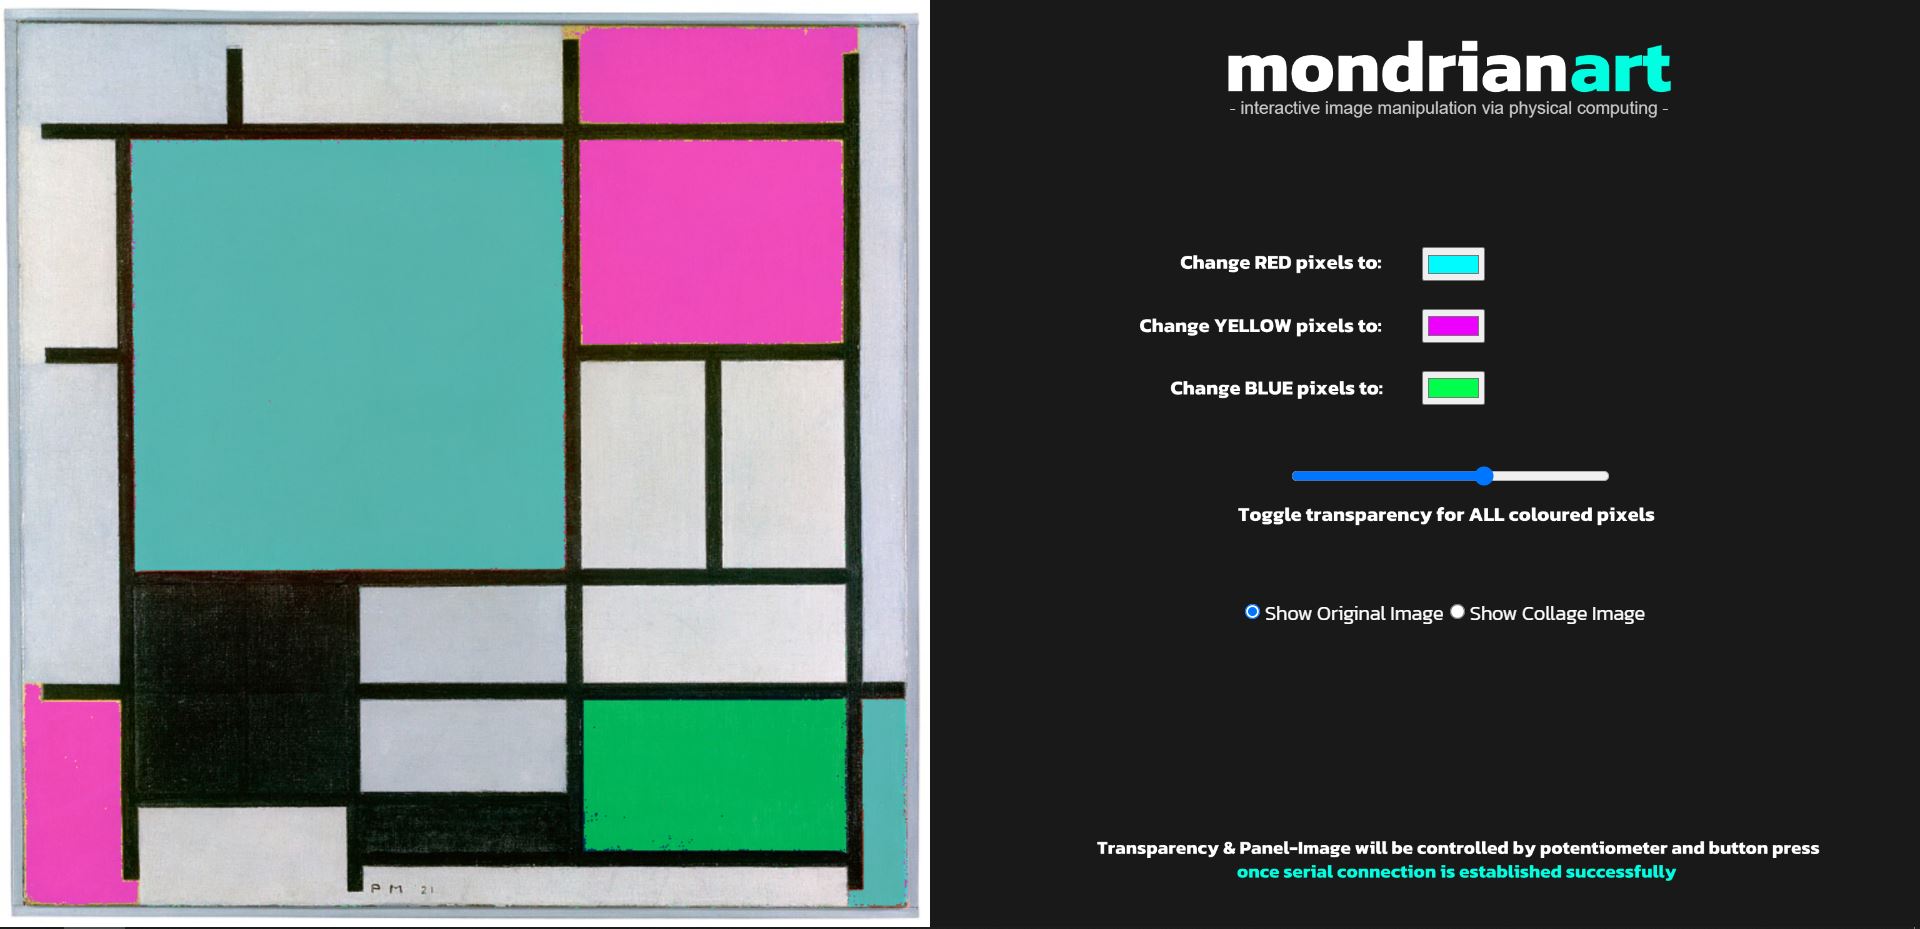 mondrianart
- interactive image manipulation via physical computing -
Change RED pixels to:
Change YELLOW pixels to:
Change BLUE pixels to:
Toggle transparency for ALL coloured pixels
Show Original Image Show Collage Image
Transparency & Panel-Image will be controlled by potentiometer and button press
once serial connection is established successfully
P M 21